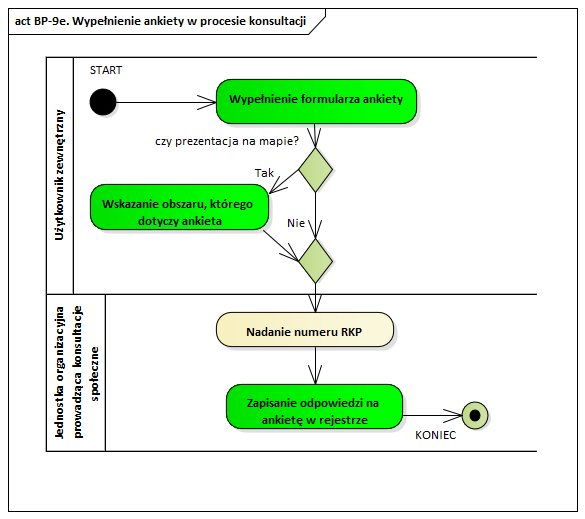 act BP-9e. Wypełnienie ankiety w procesie konsultacji
START
Użytkownik zewnętrzny
Wypełnienie formularza ankiety
czy prezentacja na mapie?
Tak
Wskazanie obszaru, którego
dotyczy ankieta
Nie
Jednostka organizacyjna
prowadząca konsultacje
społeczne
Nadanie numeru RKP
Zapisanie odpowiedzi na
ankietę w rejestrze
KONIEC